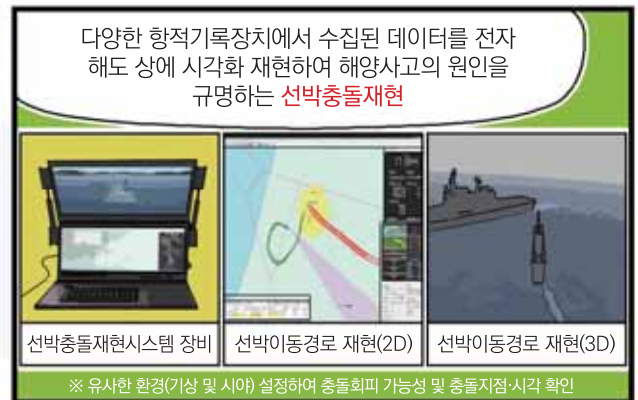 다양한 항적기록장치에서 수집된 데이터를 전자
해도 상에 시각화 재현하여 해양사고의 원인을
규명하는 선박충돌재현
선박충돌재현시스템 장비
선박이동경로 재현(2D)
선박이동경로 재현(3D)
※ 유사한 환경(기상 및 시야) 설정하여 충돌회피 가능성 및 충돌지점·시각 확인